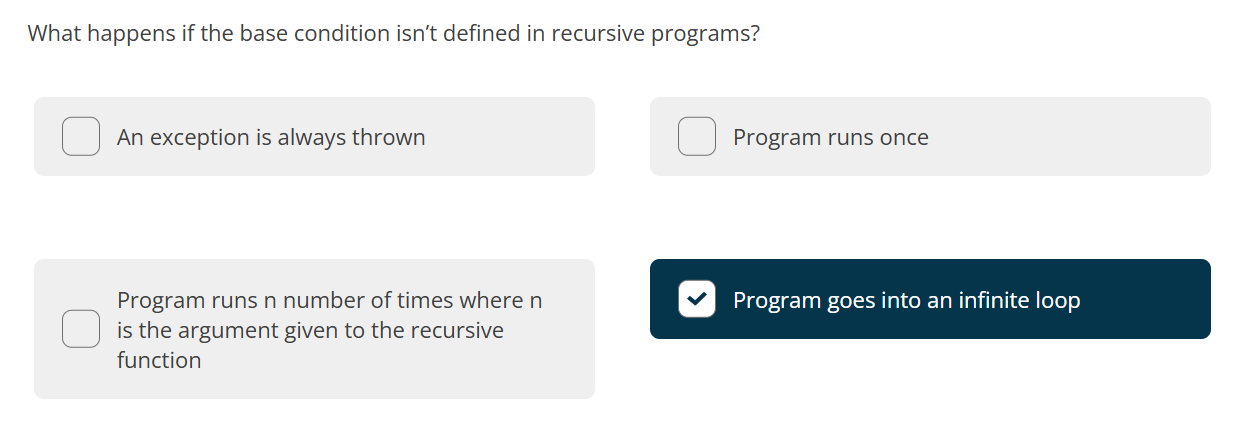 What happens if the base condition isn’t defined in recursive programs?
An exception is always thrown
Program runs once
Program runs n number of times where n
is the argument given to the recursive
function
Program goes into an infinite loop